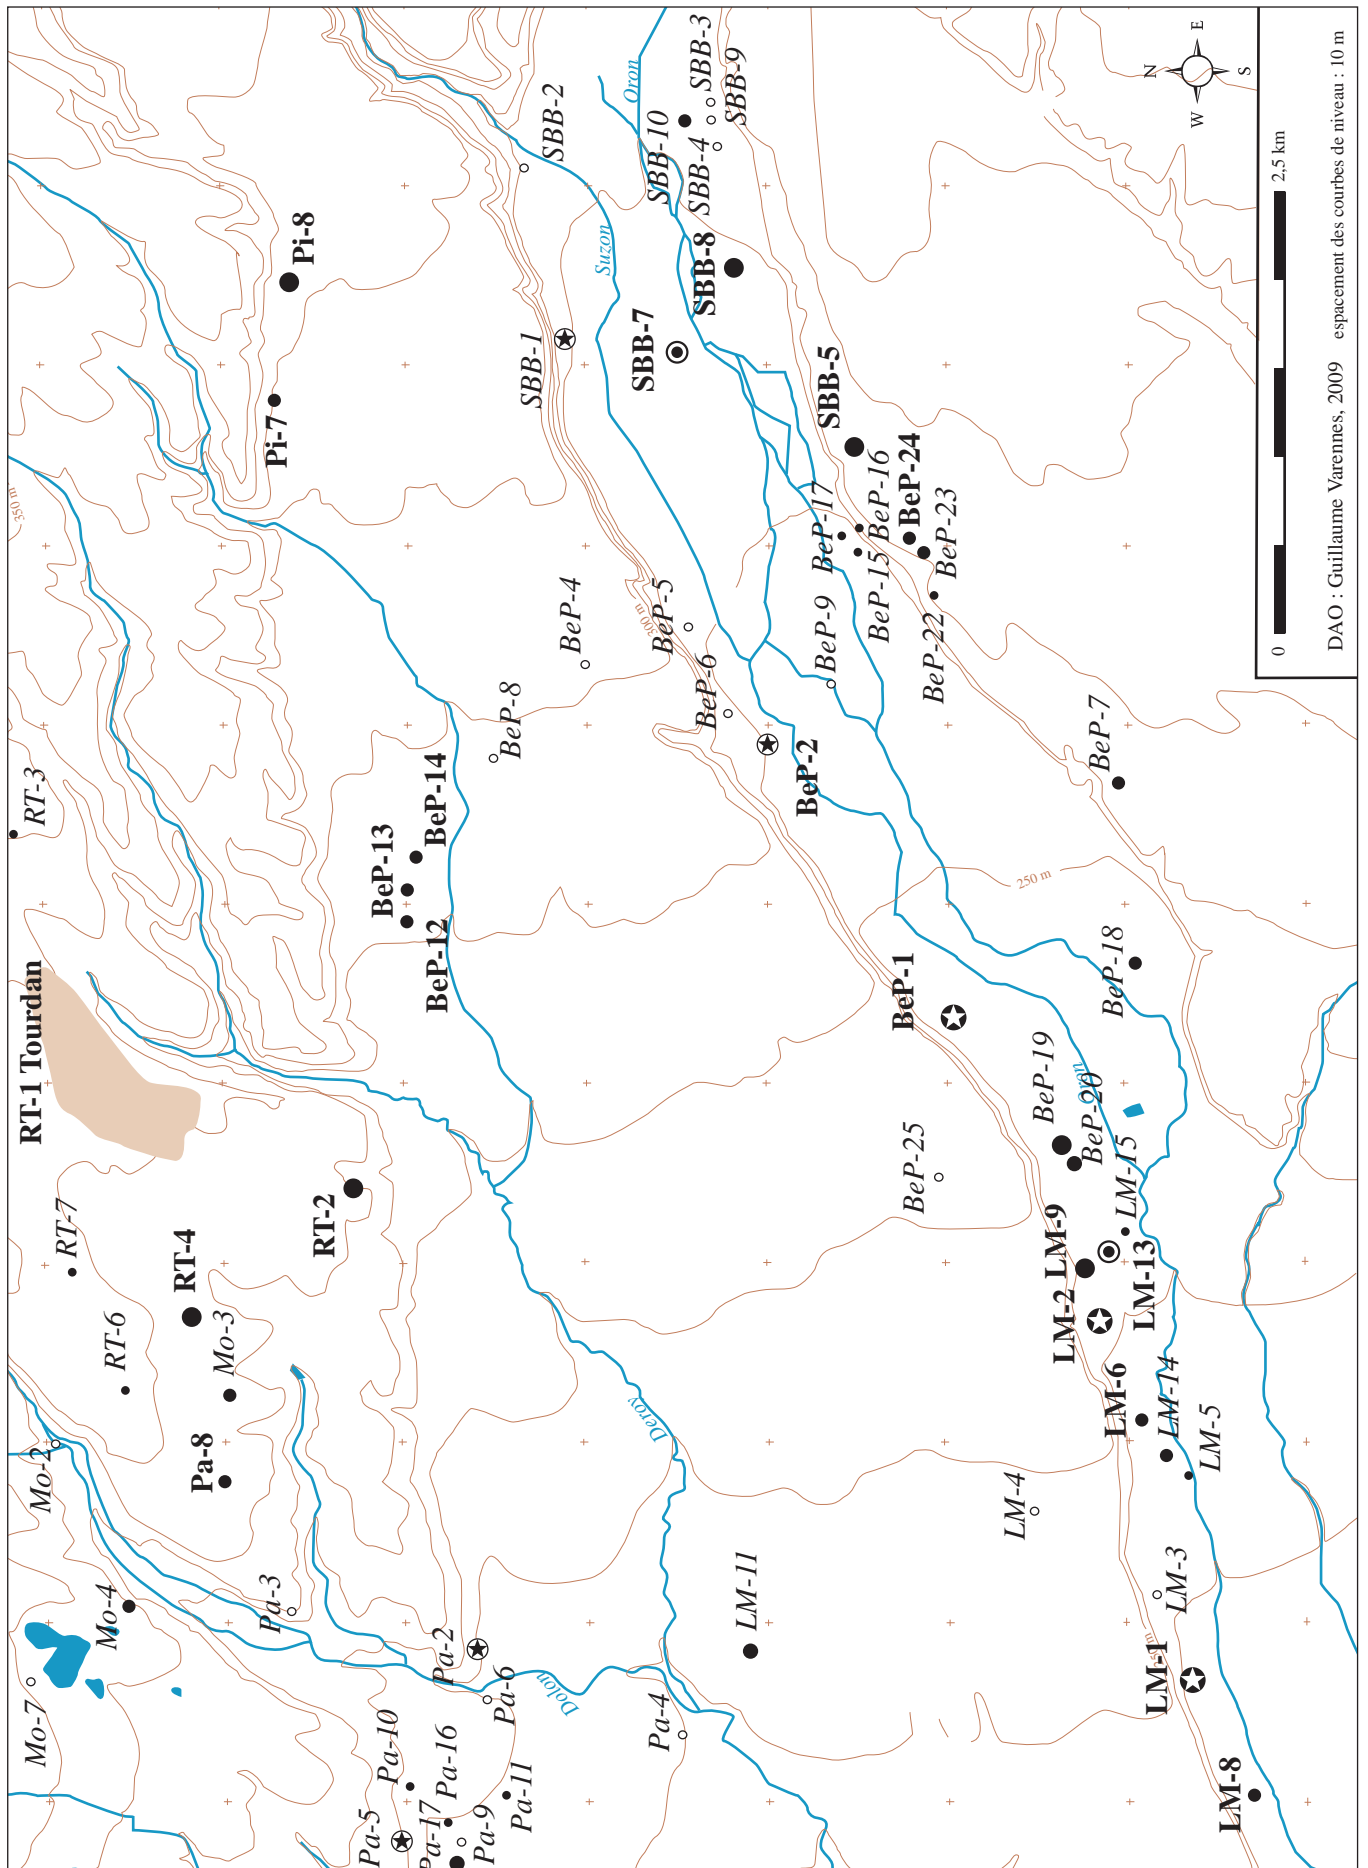 350 m
RT-3
RT-1 Tourdan
RT-7
RT-6
RT-4
Mo-3
RT-2
Pa-8
Mo-2
Mo-4
Mo-7
Pa-3
Pa-2
Pa-6
Dolon
Pa-5
Pa-10
Pa-16
Pa-17
Pa-9
Pa-11
Pa-4
LM-11
Deroy
Pi-8
Pi-7
BeP-14
BeP-13
BeP-12
BeP-8
BeP-4
300 m
BeP-5
BeP-6
BeP-2
SBB-2
SBB-1
Suzon
Oron
SBB-3
SBB-9
SBB-10
SBB-4
SBB-8
SBB-7
SBB-5
BeP-17
BeP-16
BeP-15
BeP-24
BeP-23
BeP-22
BeP-9
BeP-7
250 m
BeP-18
BeP-1
BeP-19
BeP-20
Oron
BeP-25
LM-15
LM-9
LM-13
LM-2
LM-6
LM-14
LM-5
LM-4
LM-3
250 m
LM-1
LM-8
N
E
S
W
0 2,5 km
DAO : Guillaume Varennes, 2009 espacement des courbes de niveau : 10 m